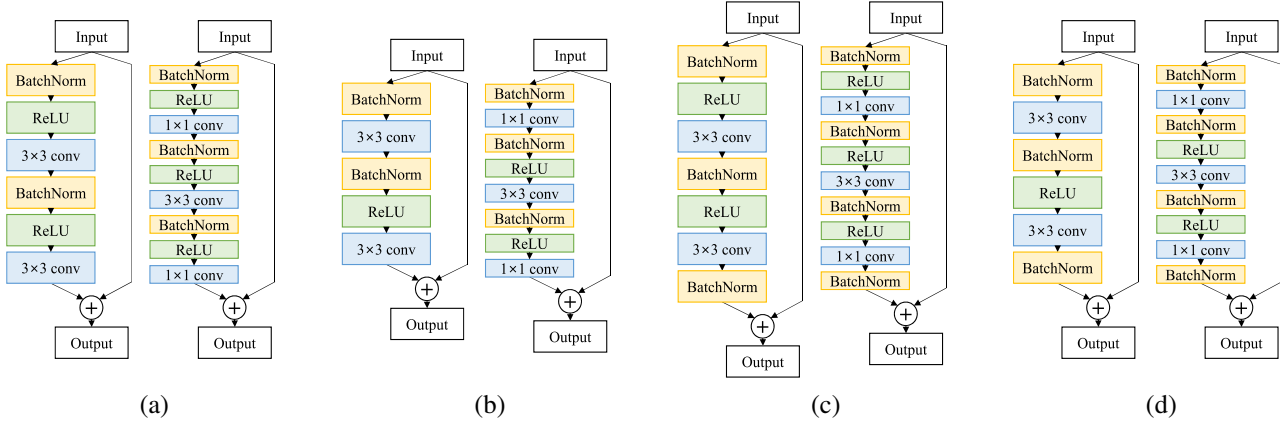 Input
BatchNorm
ReLU
3×3 conv
BatchNorm
ReLU
3×3 conv
+
Output
Input
BatchNorm
ReLU
1×1 conv
BatchNorm
ReLU
3×3 conv
BatchNorm
ReLU
1×1 conv
+
Output
(a)
Input
BatchNorm
3×3 conv
BatchNorm
ReLU
3×3 conv
+
Output
Input
BatchNorm
1×1 conv
BatchNorm
ReLU
3×3 conv
BatchNorm
ReLU
1×1 conv
+
Output
(b)
Input
BatchNorm
ReLU
3×3 conv
BatchNorm
ReLU
3×3 conv
BatchNorm
+
Output
Input
BatchNorm
ReLU
1×1 conv
BatchNorm
ReLU
3×3 conv
BatchNorm
ReLU
1×1 conv
BatchNorm
+
Output
(c)
Input
BatchNorm
3×3 conv
BatchNorm
ReLU
3×3 conv
BatchNorm
+
Output
Input
BatchNorm
1×1 conv
BatchNorm
ReLU
3×3 conv
BatchNorm
ReLU
1×1 conv
BatchNorm
+
Output
(d)